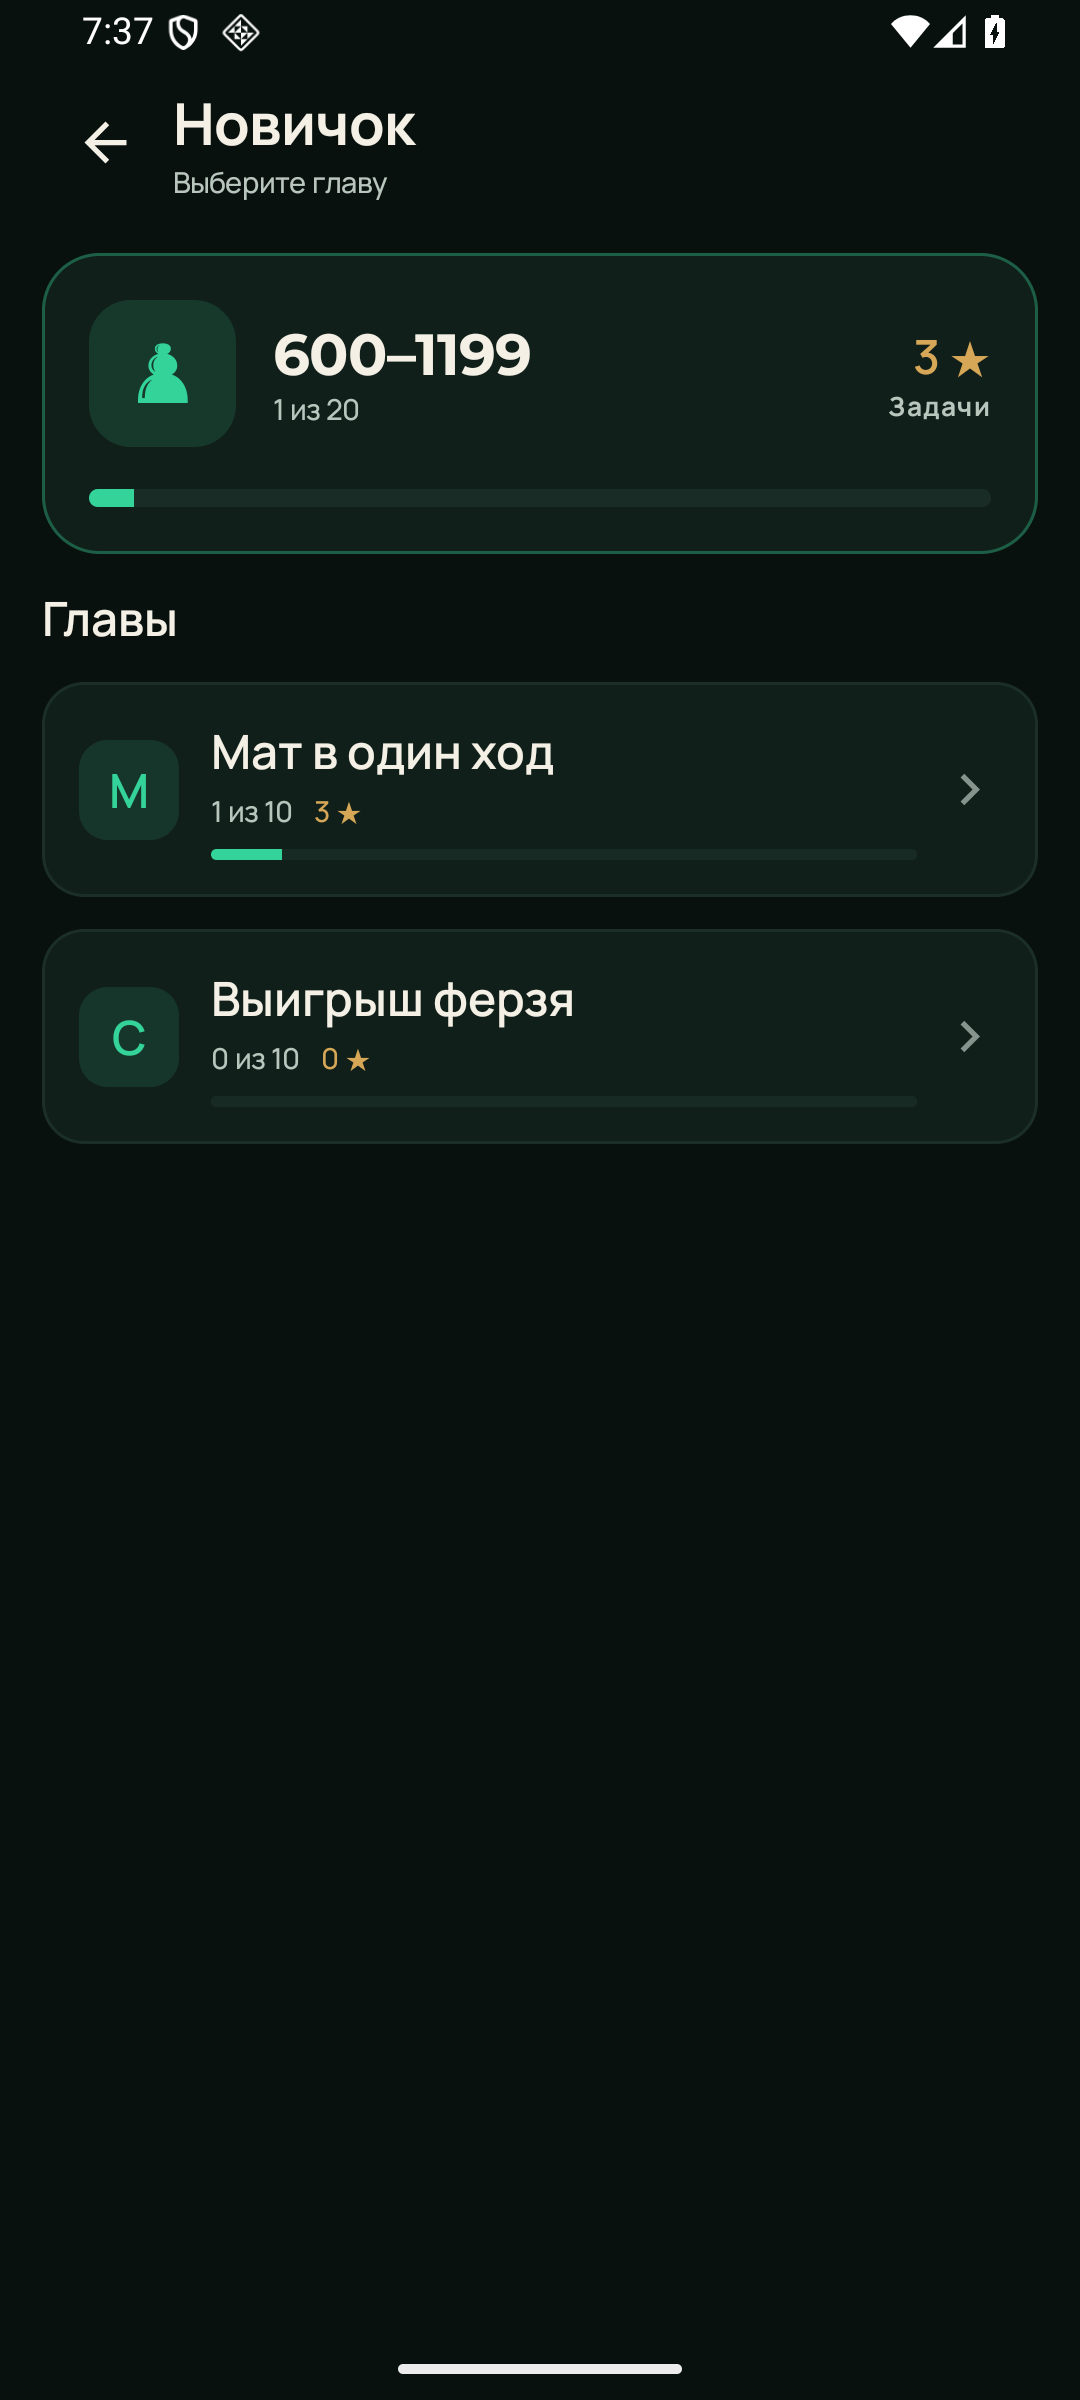 7:37
Новичок
Выберите главу
600–1199
1 из 20
3 ★
Задачи
Главы
М
Мат в один ход
1 из 10 3 ★
С
Выигрыш ферзя
0 из 10 0 ★